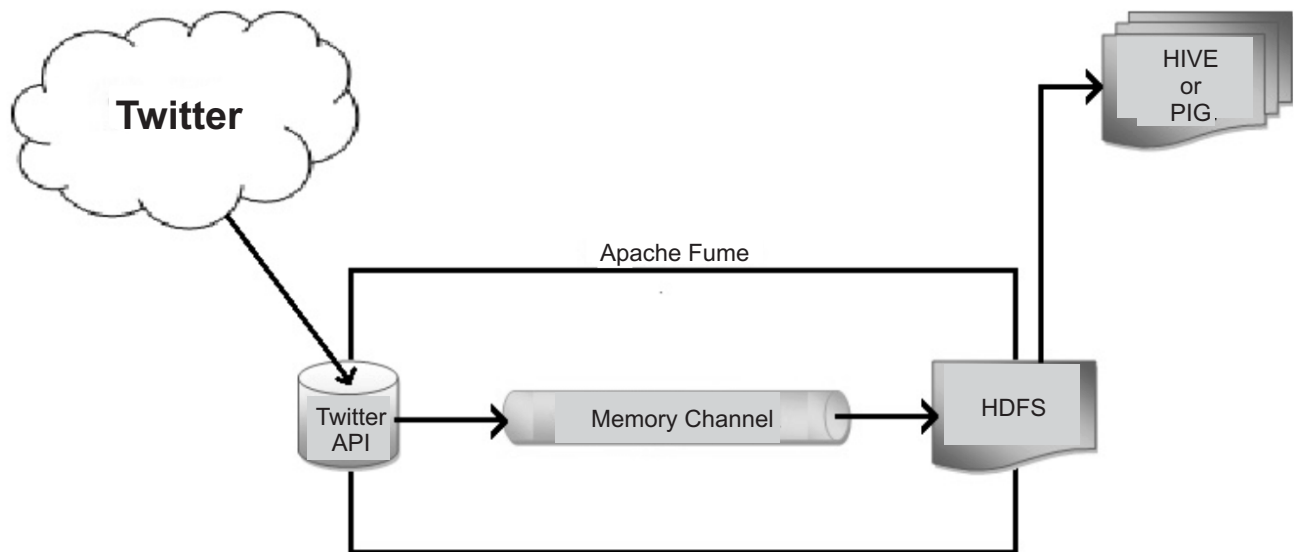 Twitter
HIVE
or
PIG.
Apache Fume
Twitter
API
Memory Channel
HDFS